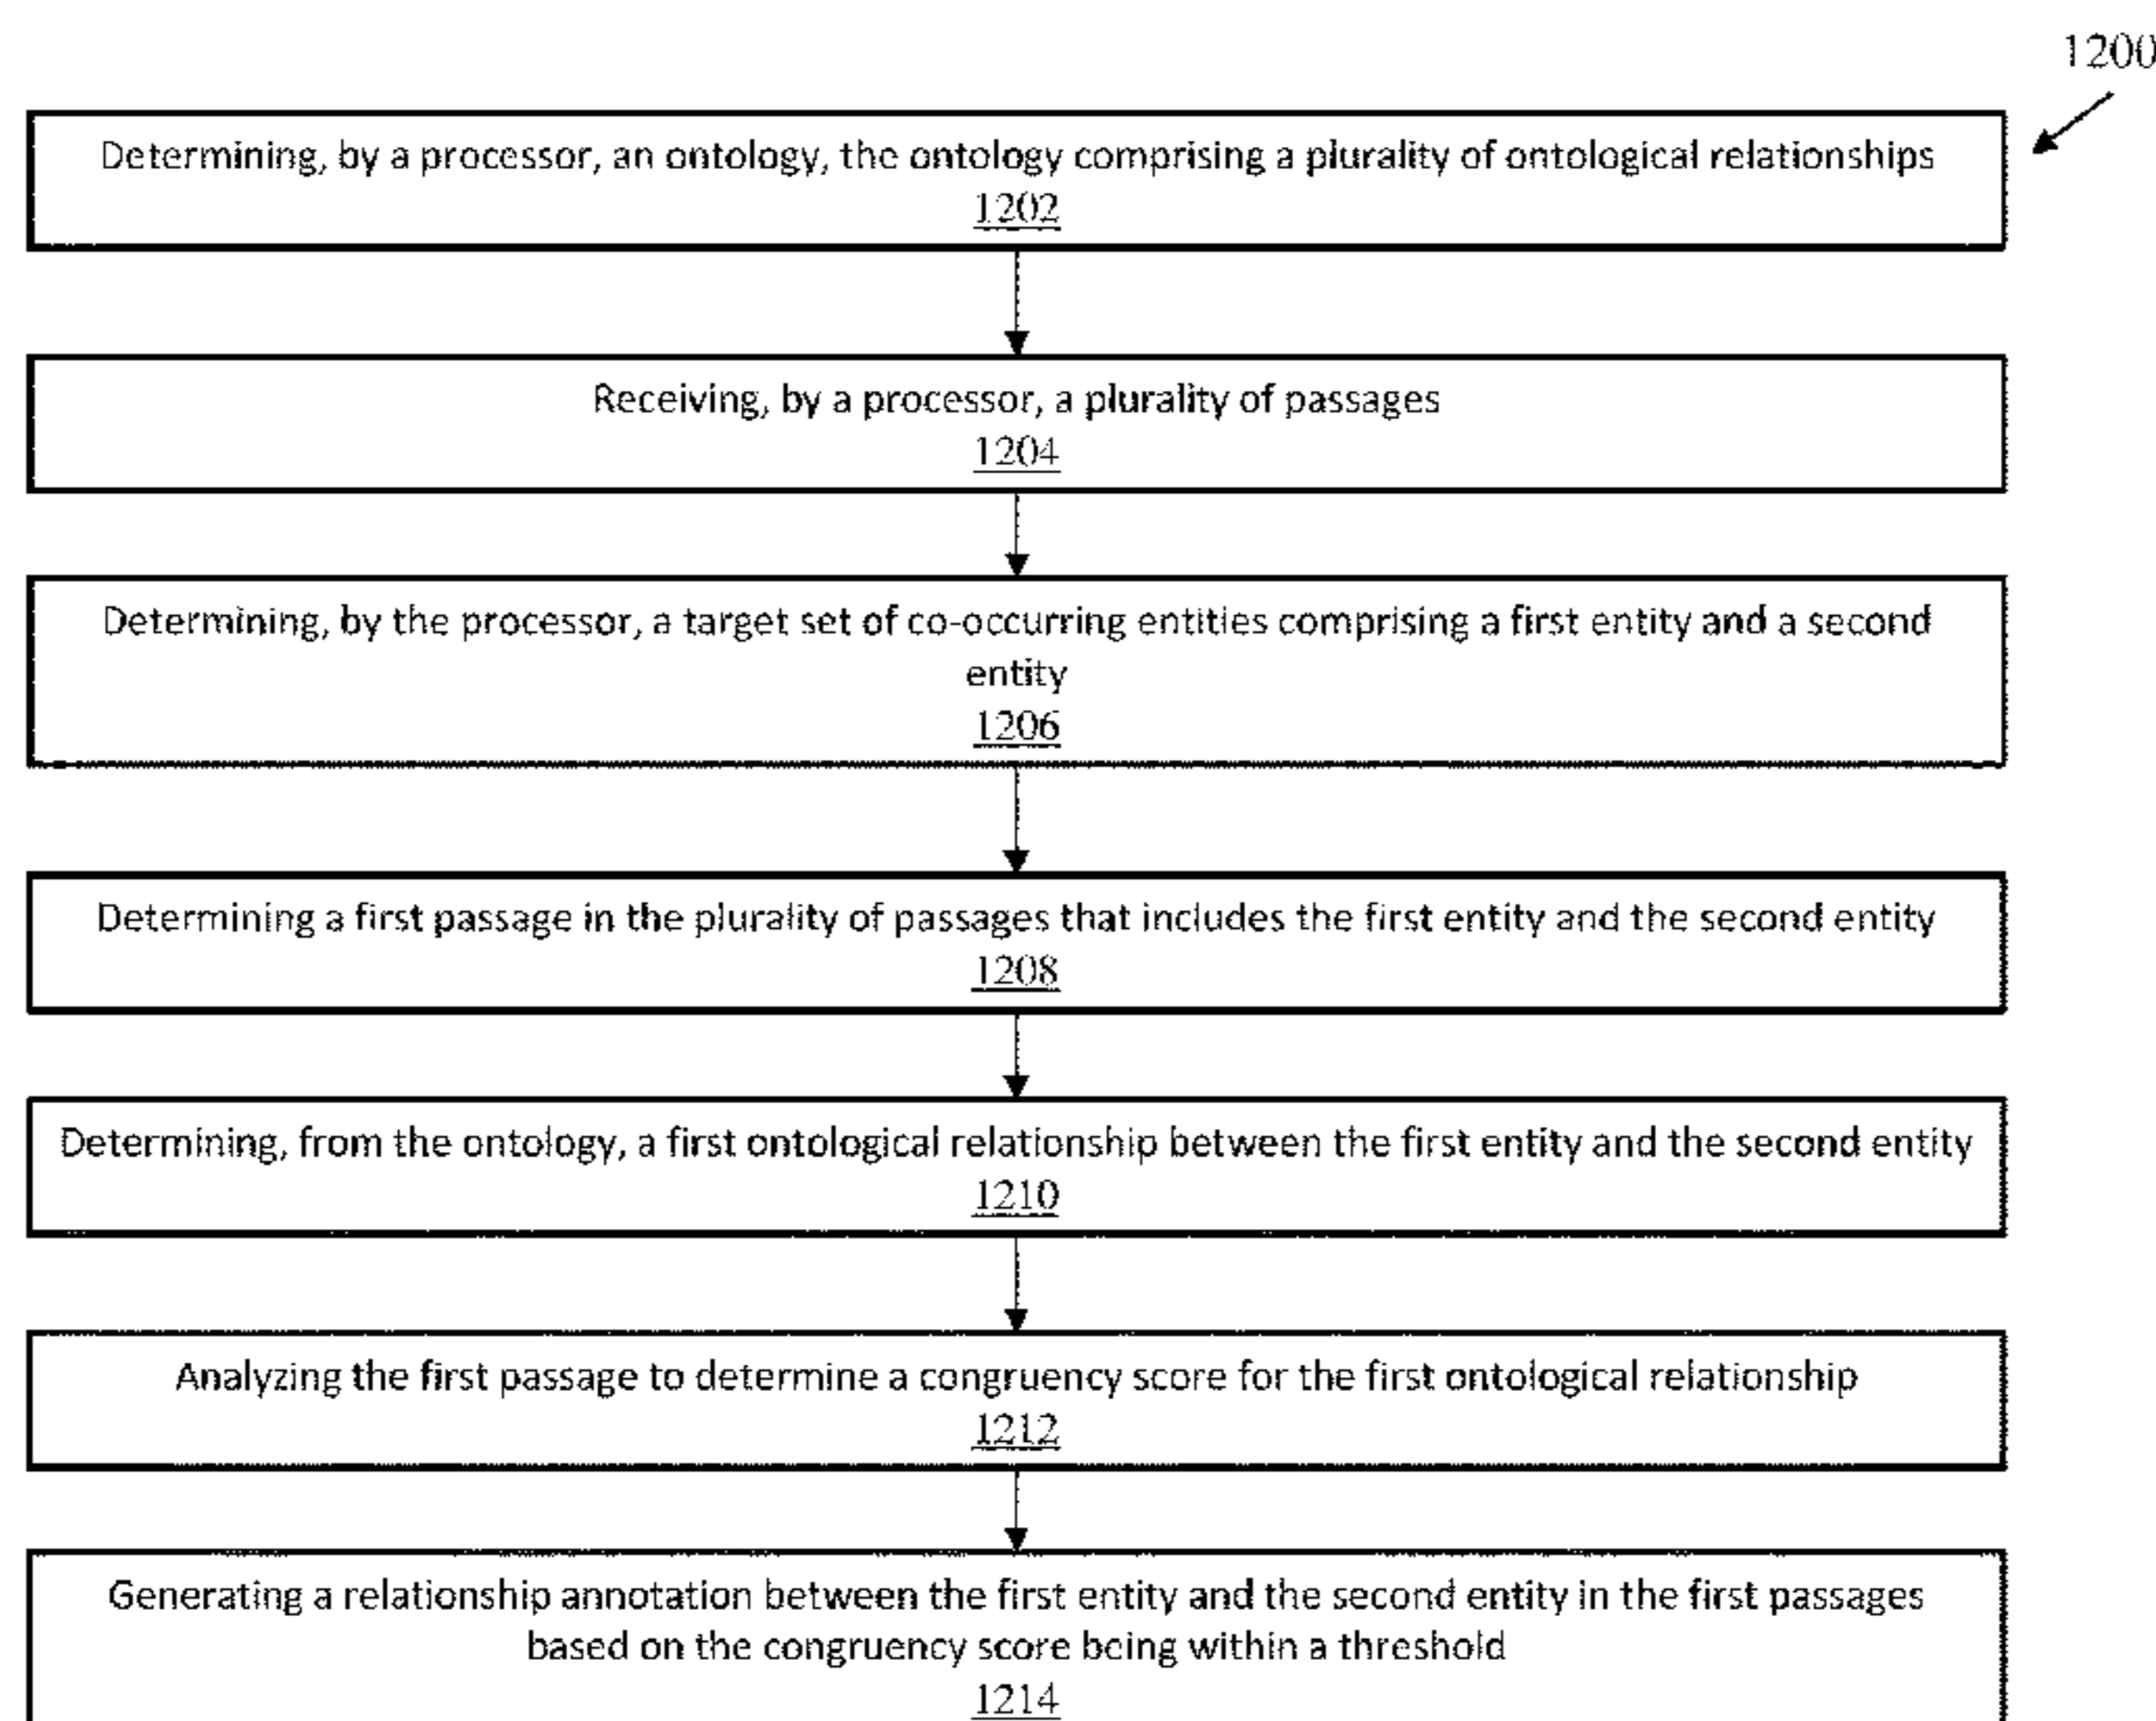 1200
Determining, by a processor, an ontology, the ontology comprising a plurality of ontological relationships
1202
Receiving, by a processor, a plurality of passages
1204
Determining, by the processor, a target set of co-occurring entities comprising a first entity and a second
entity
1206
Determining a first passage in the plurality of passages that includes the first entity and the second entity
1208
Determining, from the ontology, a first ontological relationship between the first entity and the second entity
1210
Analyzing the first passage to determine a congruency score for the first ontological relationship
1212
Generating a relationship annotation between the first entity and the second entity in the first passages
based on the congruency score being within a threshold
1214